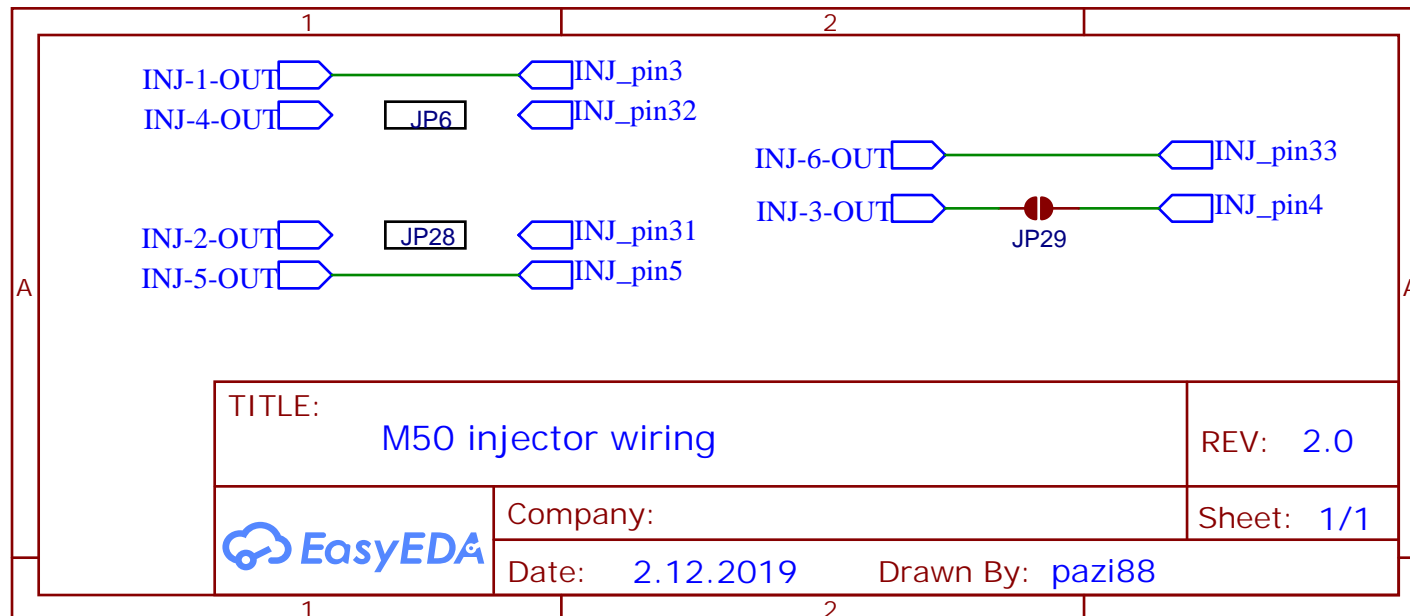 1 2
INJ-1-OUT INJ_pin3
INJ-4-OUT JP6 INJ_pin32
INJ-6-OUT INJ_pin33
INJ-3-OUT INJ_pin4
JP29
INJ-2-OUT JP28 INJ_pin31
INJ-5-OUT INJ_pin5
A A
TITLE:
M50 injector wiring
REV: 2.0
EasyEDA
Company:
Sheet: 1/1
Date: 2.12.2019 Drawn By: pazi88
1 2